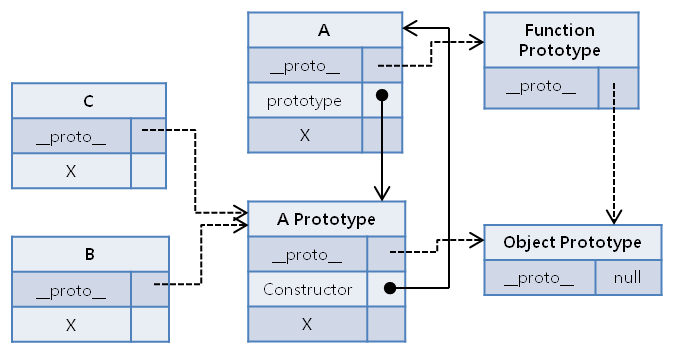 A
__proto__
prototype
X
Function
Prototype
__proto__
C
__proto__
X
A Prototype
__proto__
Constructor
X
B
__proto__
X
Object Prototype
__proto__ null